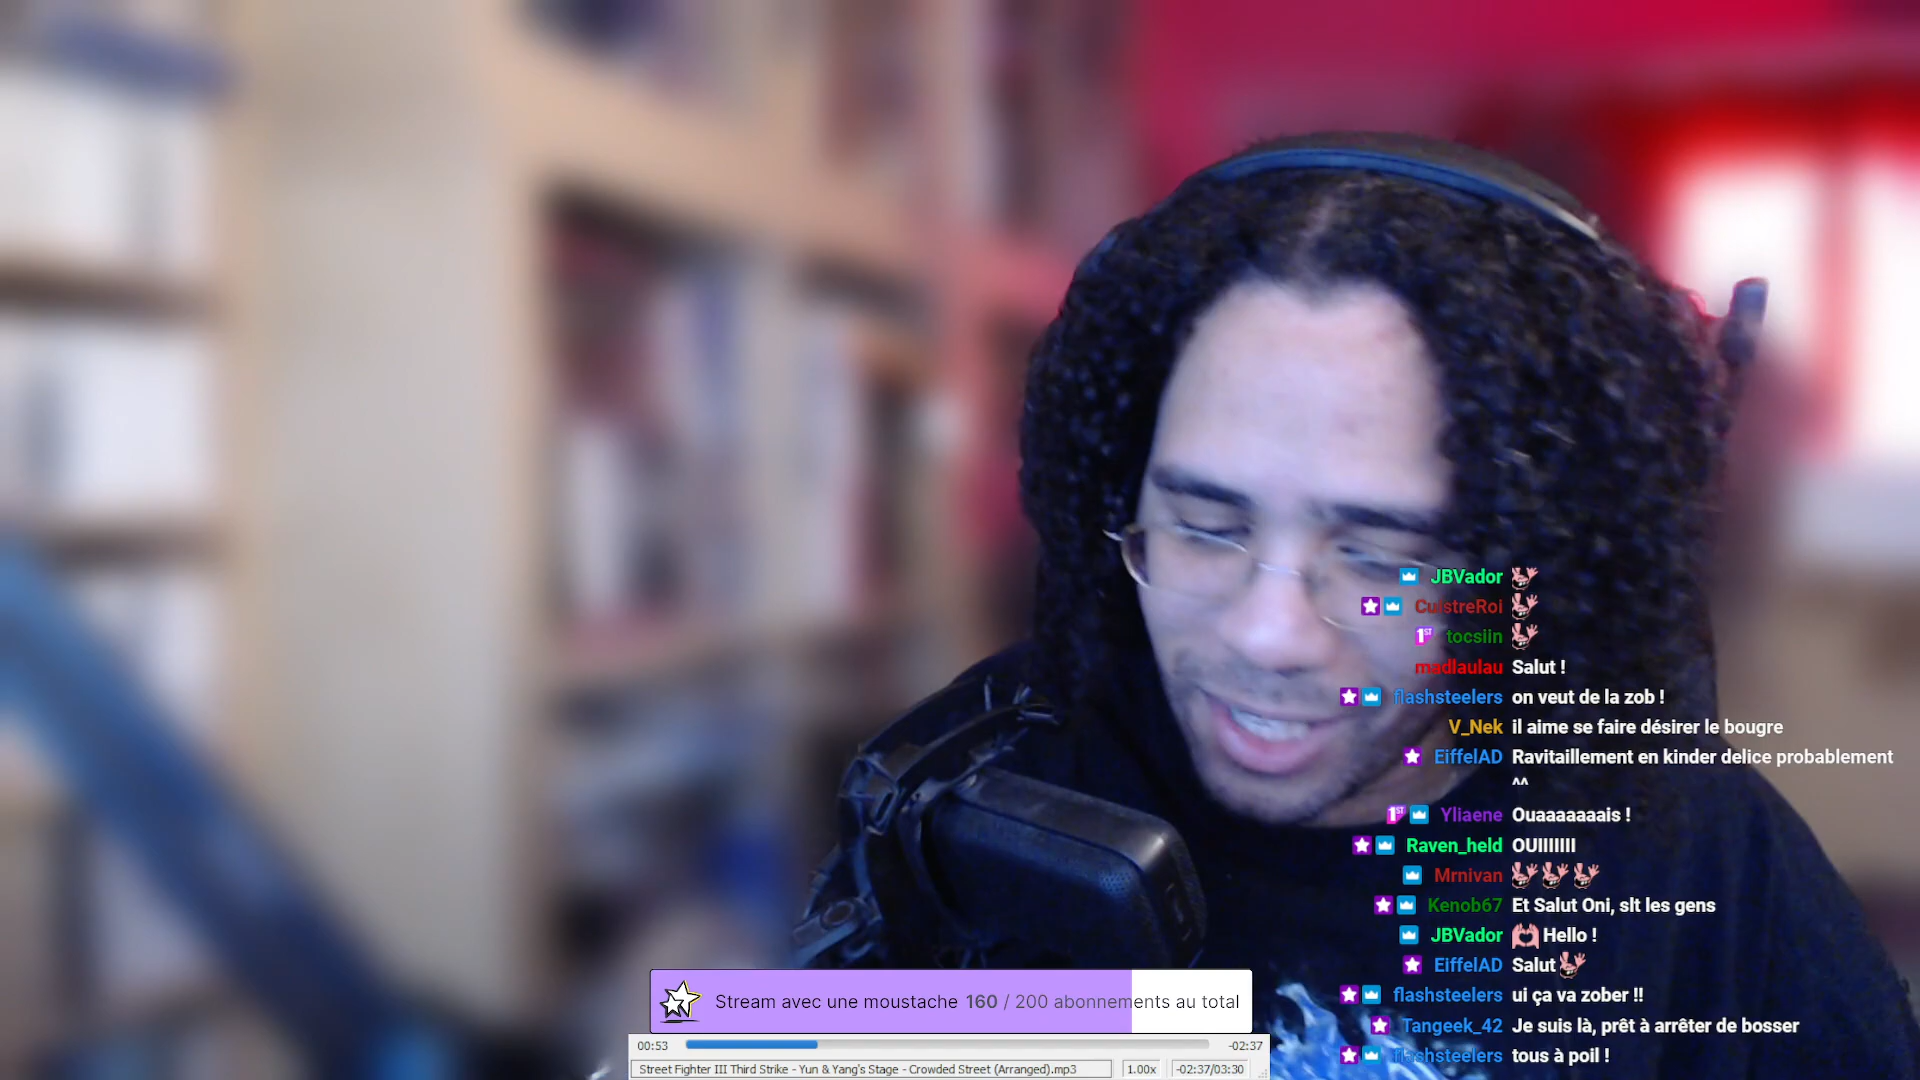 JBVador
CuistreRoi
1ST tocsiin
madlaulau Salut !
flashsteelers on veut de la zob !
V_Nek il aime se faire désirer le bougre
EiffelAD Ravitaillement en kinder delice probablement
^^
1ST Yliaene Ouaaaaaaais !
Raven_held OUIIIIIII
Mrnivan
Kenob67 Et Salut Oni, slt les gens
JBVador Hello !
EiffelAD Salut
flashsteelers ui ça va zober !!
Tangeek_42 Je suis là, prêt à arrêter de bosser
flashsteelers tous à poil !
Stream avec une moustache 160 / 200 abonnements au total
00:53 -02:37
Street Fighter III Third Strike - Yun & Yang's Stage - Crowded Street (Arranged).mp3 1.00x -02:37/03:30